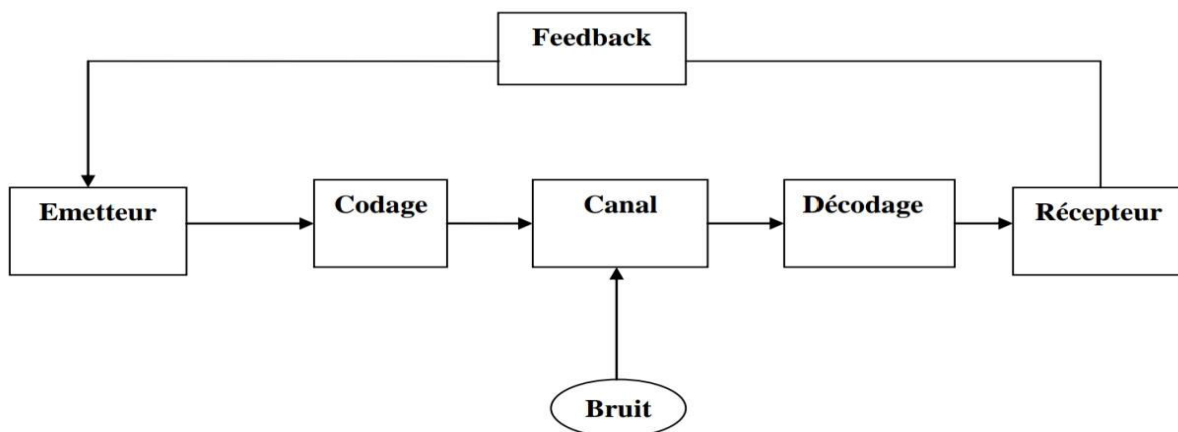 Feedback
Emetteur
Codage
Canal
Décodage
Récepteur
Bruit